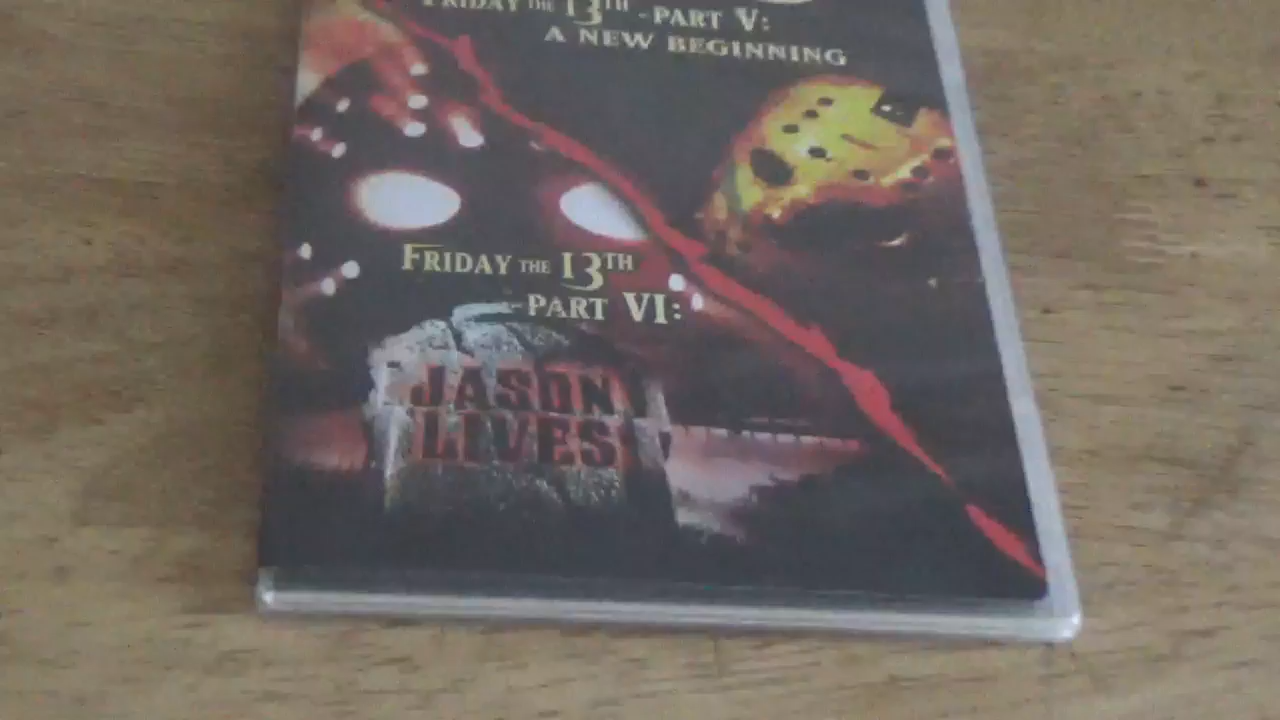 FRIDAY THE 13TH -PART V:
A NEW BEGINNING
FRIDAY THE 13TH
-PART VI:
JASON
LIVES